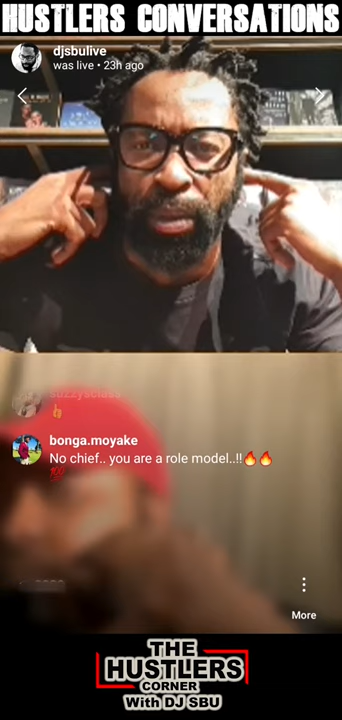 HUSTLERS CONVERSATIONS
djsbulive
was live • 23h ago
suzzysclass
👍
bonga.moyake
No chief.. you are a role model..!!🔥🔥
💯
More
THE
HUSTLERS
CORNER
With DJ SBU